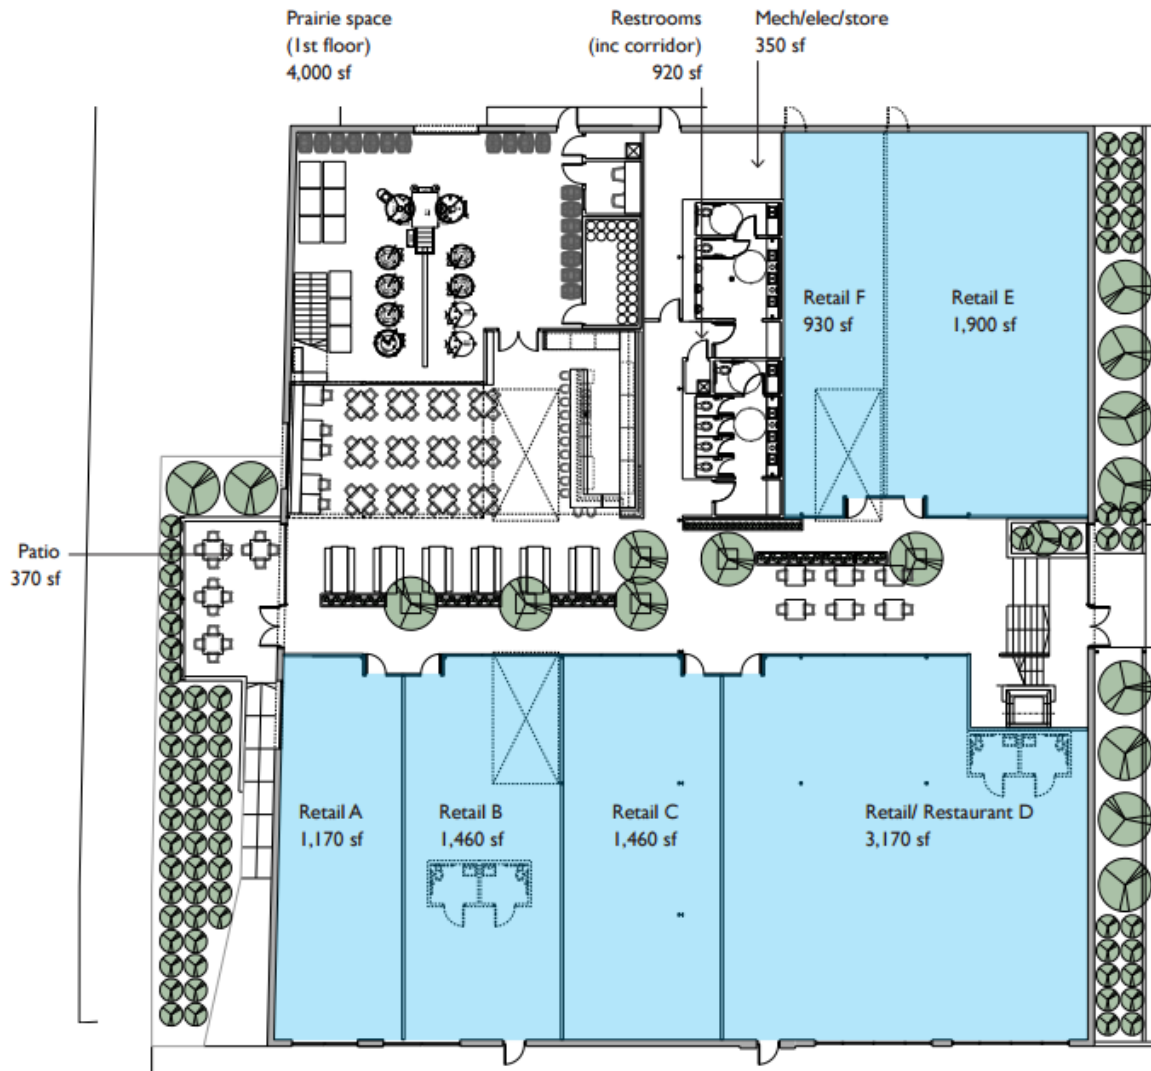 Prairie space
(1st floor)
4,000 sf
Restrooms
(inc corridor)
920 sf
Mech/elec/store
350 sf
Retail F
930 sf
Retail E
1,900 sf
Patio
370 sf
Retail A
1,170 sf
Retail B
1,460 sf
Retail C
1,460 sf
Retail/ Restaurant D
3,170 sf